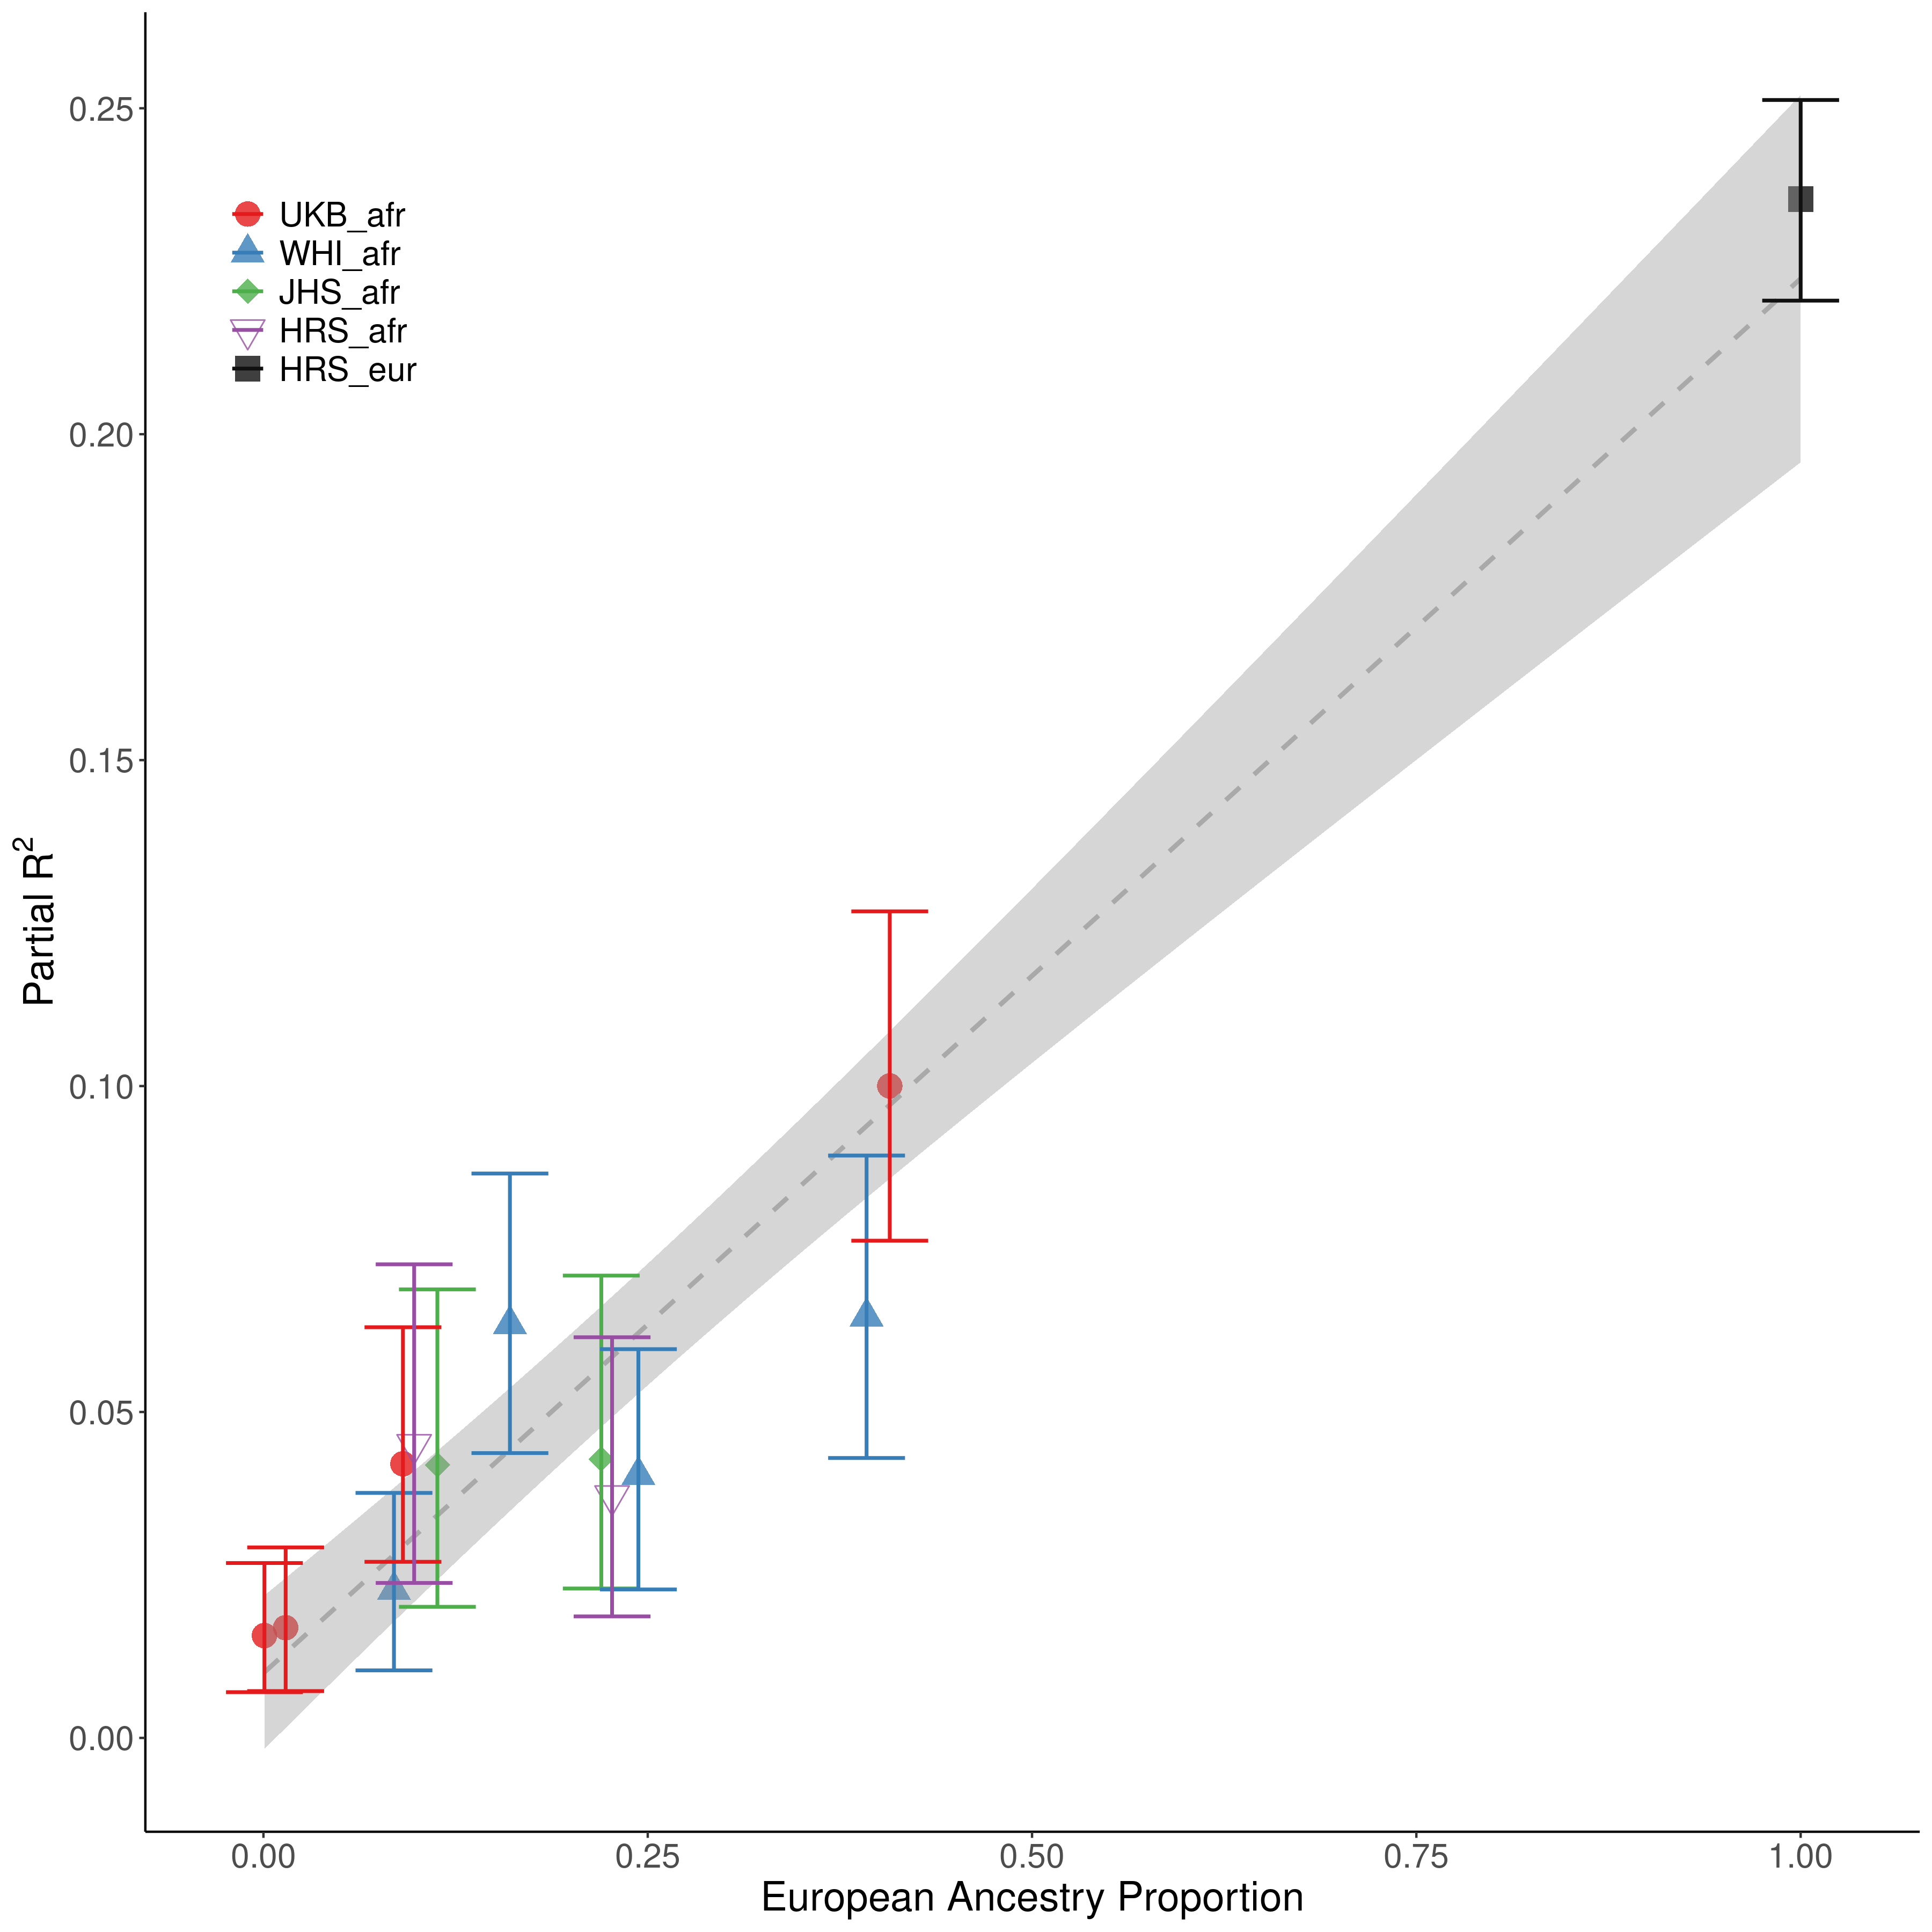 0.25
0.20
0.15
0.10
0.05
0.00
Partial R²
UKB_afr
WHI_afr
JHS_afr
HRS_afr
HRS_eur
0.00 0.25 0.50 0.75 1.00
European Ancestry Proportion